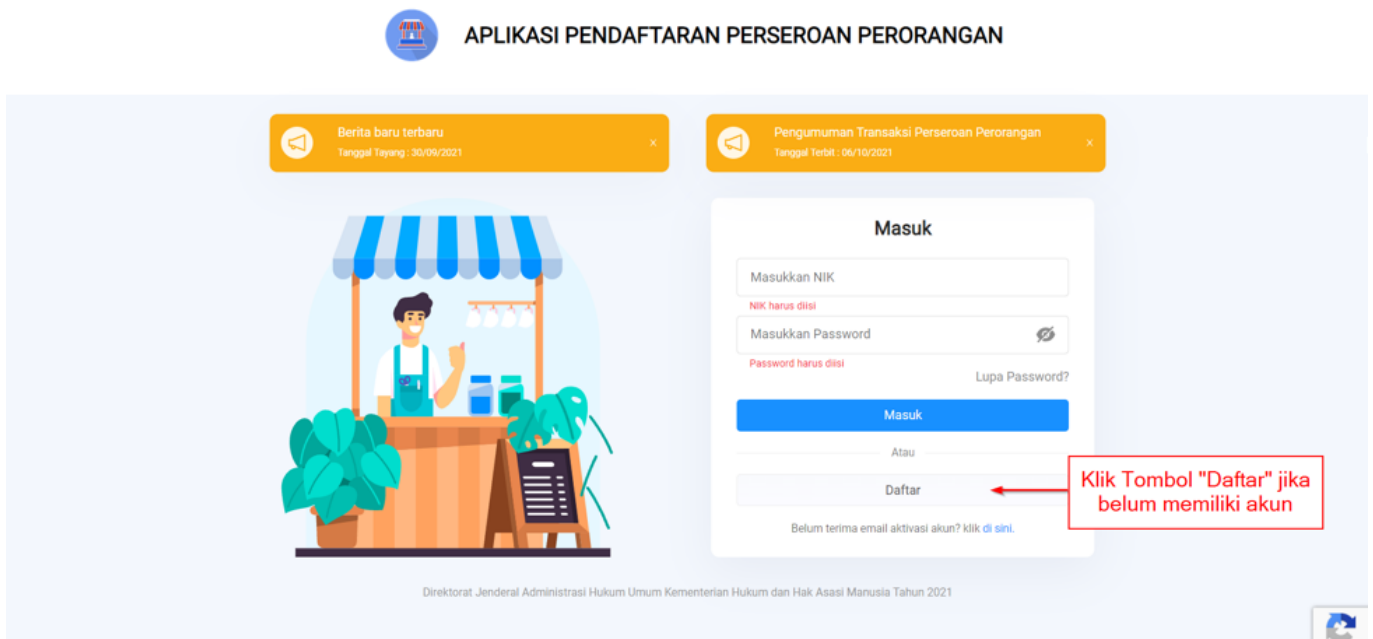 APLIKASI PENDAFTARAN PERSEROAN PERORANGAN
Berita baru terbaru
Tanggal Tayang : 30/09/2021
x
Pengumuman Transaksi Perseroan Perorangan
Tanggal Terbit : 06/10/2021
x
Masuk
Masukkan NIK
NIK harus diisi
Masukkan Password
Password harus diisi
Lupa Password?
Masuk
Atau
Daftar
Klik Tombol "Daftar" jika
belum memiliki akun
Belum terima email aktivasi akun? klik di sini.
Direktorat Jenderal Administrasi Hukum Umum Kementerian Hukum dan Hak Asasi Manusia Tahun 2021